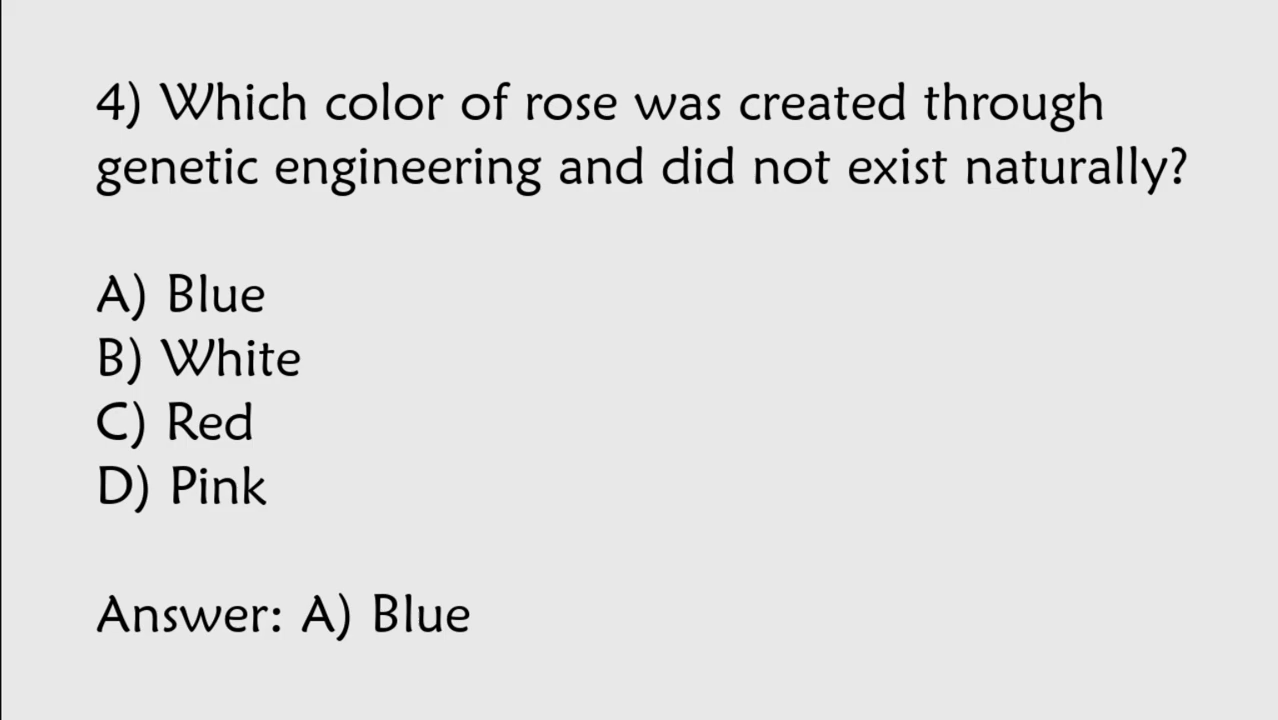 4) Which color of rose was created through
genetic engineering and did not exist naturally?
A) Blue
B) White
C) Red
D) Pink
Answer: A) Blue